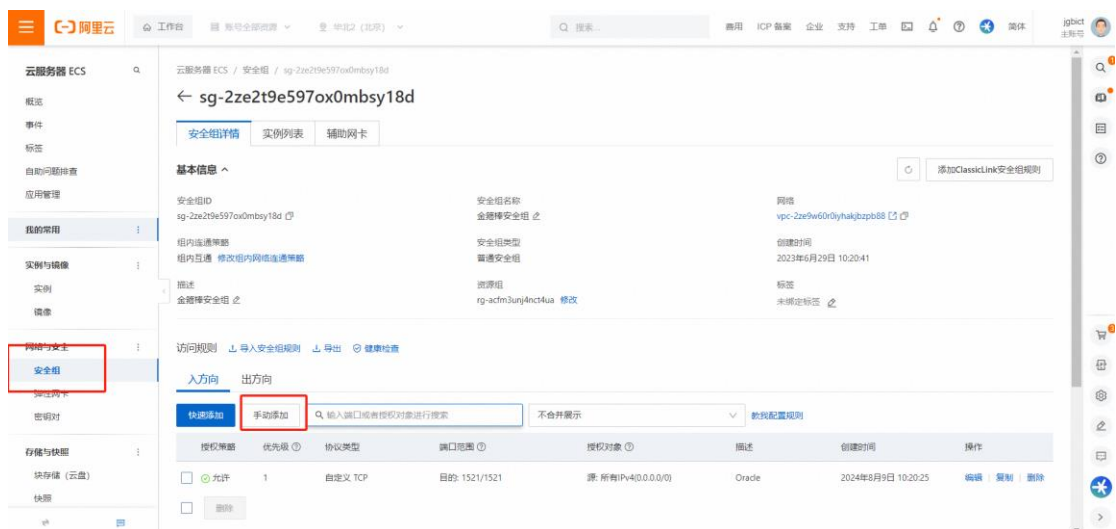 阿里云 工作台 账号全部资源 华北2（北京） 搜索... 费用 ICP 备案 企业 支持 工单 简体 jgbict 主账号
云服务器 ECS
概览
事件
标签
自助问题排查
应用管理
我的常用
实例与镜像
实例
镜像
网络与安全
安全组
弹性网卡
密钥对
存储与快照
块存储（云盘）
快照
云服务器 ECS / 安全组 / sg-2ze2t9e597ox0mbsy18d
← sg-2ze2t9e597ox0mbsy18d
安全组详情 实例列表 辅助网卡
基本信息 添加ClassicLink安全组规则
安全组ID 安全组名称 网络
sg-2ze2t9e597ox0mbsy18d 金箍棒安全组 vpc-2ze9w60r0iyhakjbzpb88
组内连通策略 安全组类型 创建时间
组内互通 修改组内网络连通策略 普通安全组 2023年6月29日 10:20:41
描述 资源组 标签
金箍棒安全组 rg-acfm3unj4nct4ua 修改 未绑定标签
访问规则 导入安全组规则 导出 健康检查
入方向 出方向
快速添加 手动添加 输入端口或者授权对象进行搜索 不合并展示 教我配置规则
授权策略 优先级 协议类型 端口范围 授权对象 描述 创建时间 操作
允许 1 自定义 TCP 目的: 1521/1521 源: 所有IPv4(0.0.0.0/0) Oracle 2024年8月9日 10:20:25 编辑 复制 删除
删除